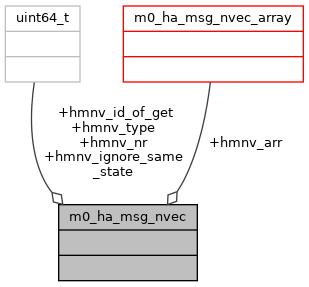 uint64_t
m0_ha_msg_nvec_array
+hmnv_id_of_get
+hmnv_type
+hmnv_nr
+hmnv_ignore_same
_state
+hmnv_arr
m0_ha_msg_nvec